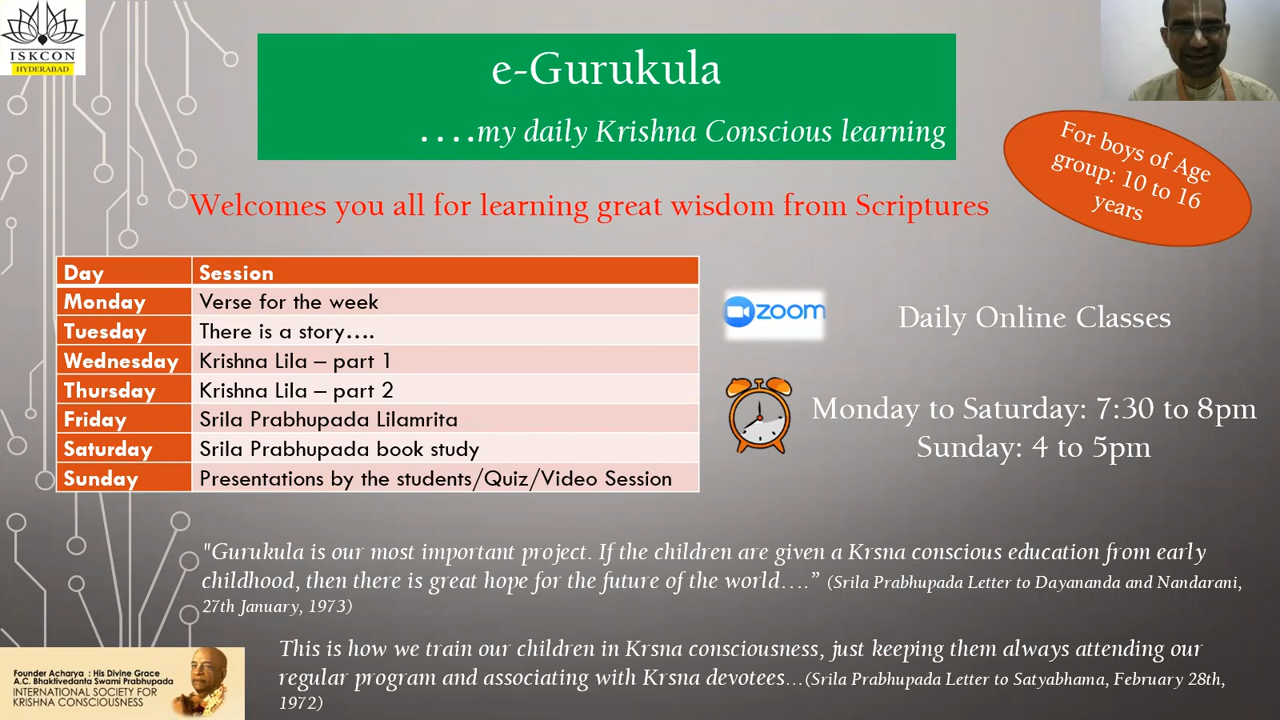 ISKCON
HYDERABAD
e-Gurukula
....my daily Krishna Conscious learning
For boys of Age
group: 10 to 16
years
Welcomes you all for learning great wisdom from Scriptures
Day Session
Monday Verse for the week
Tuesday There is a story....
Wednesday Krishna Lila – part 1
Thursday Krishna Lila – part 2
Friday Srila Prabhupada Lilamrita
Saturday Srila Prabhupada book study
Sunday Presentations by the students/Quiz/Video Session
zoom
Daily Online Classes
Monday to Saturday: 7:30 to 8pm
Sunday: 4 to 5pm
"Gurukula is our most important project. If the children are given a Krsna conscious education from early
childhood, then there is great hope for the future of the world....” (Srila Prabhupada Letter to Dayananda and Nandarani,
27th January, 1973)
This is how we train our children in Krsna consciousness, just keeping them always attending our
regular program and associating with Krsna devotees...(Srila Prabhupada Letter to Satyabhama, February 28th,
1972)
Founder Acharya : His Divine Grace
A.C. Bhaktivedanta Swami Prabhupada
INTERNATIONAL SOCIETY FOR
KRISHNA CONSCIOUSNESS